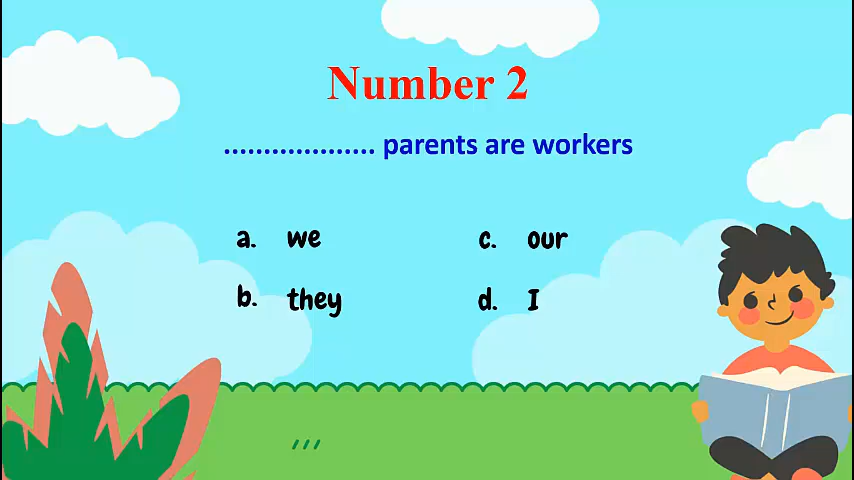 Number 2
................... parents are workers
a. we
c. our
b. they
d. I